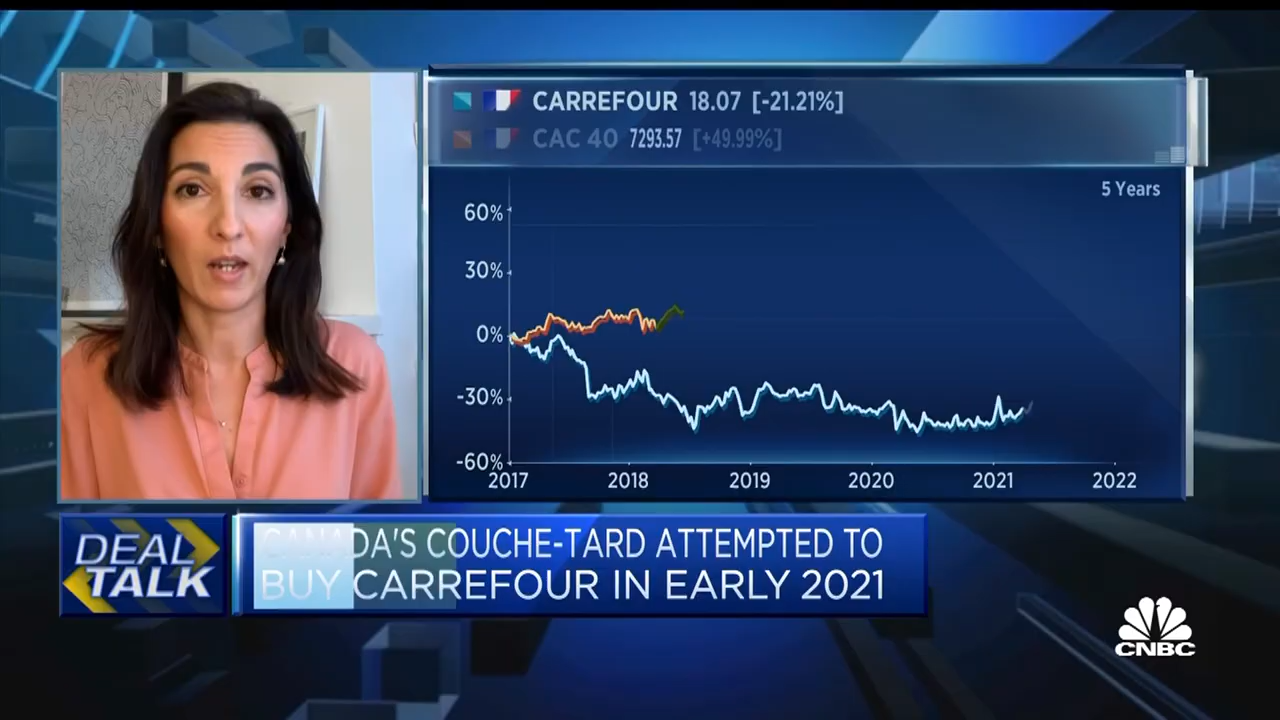 CARREFOUR 18.07 [-21.21%]
CAC 40 7293.57 [+49.99%]
5 Years
60%
30%
0%
-30%
-60%
2017 2018 2019 2020 2021 2022
DEAL
TALK
CANADA'S COUCHE-TARD ATTEMPTED TO
BUY CARREFOUR IN EARLY 2021
CNBC